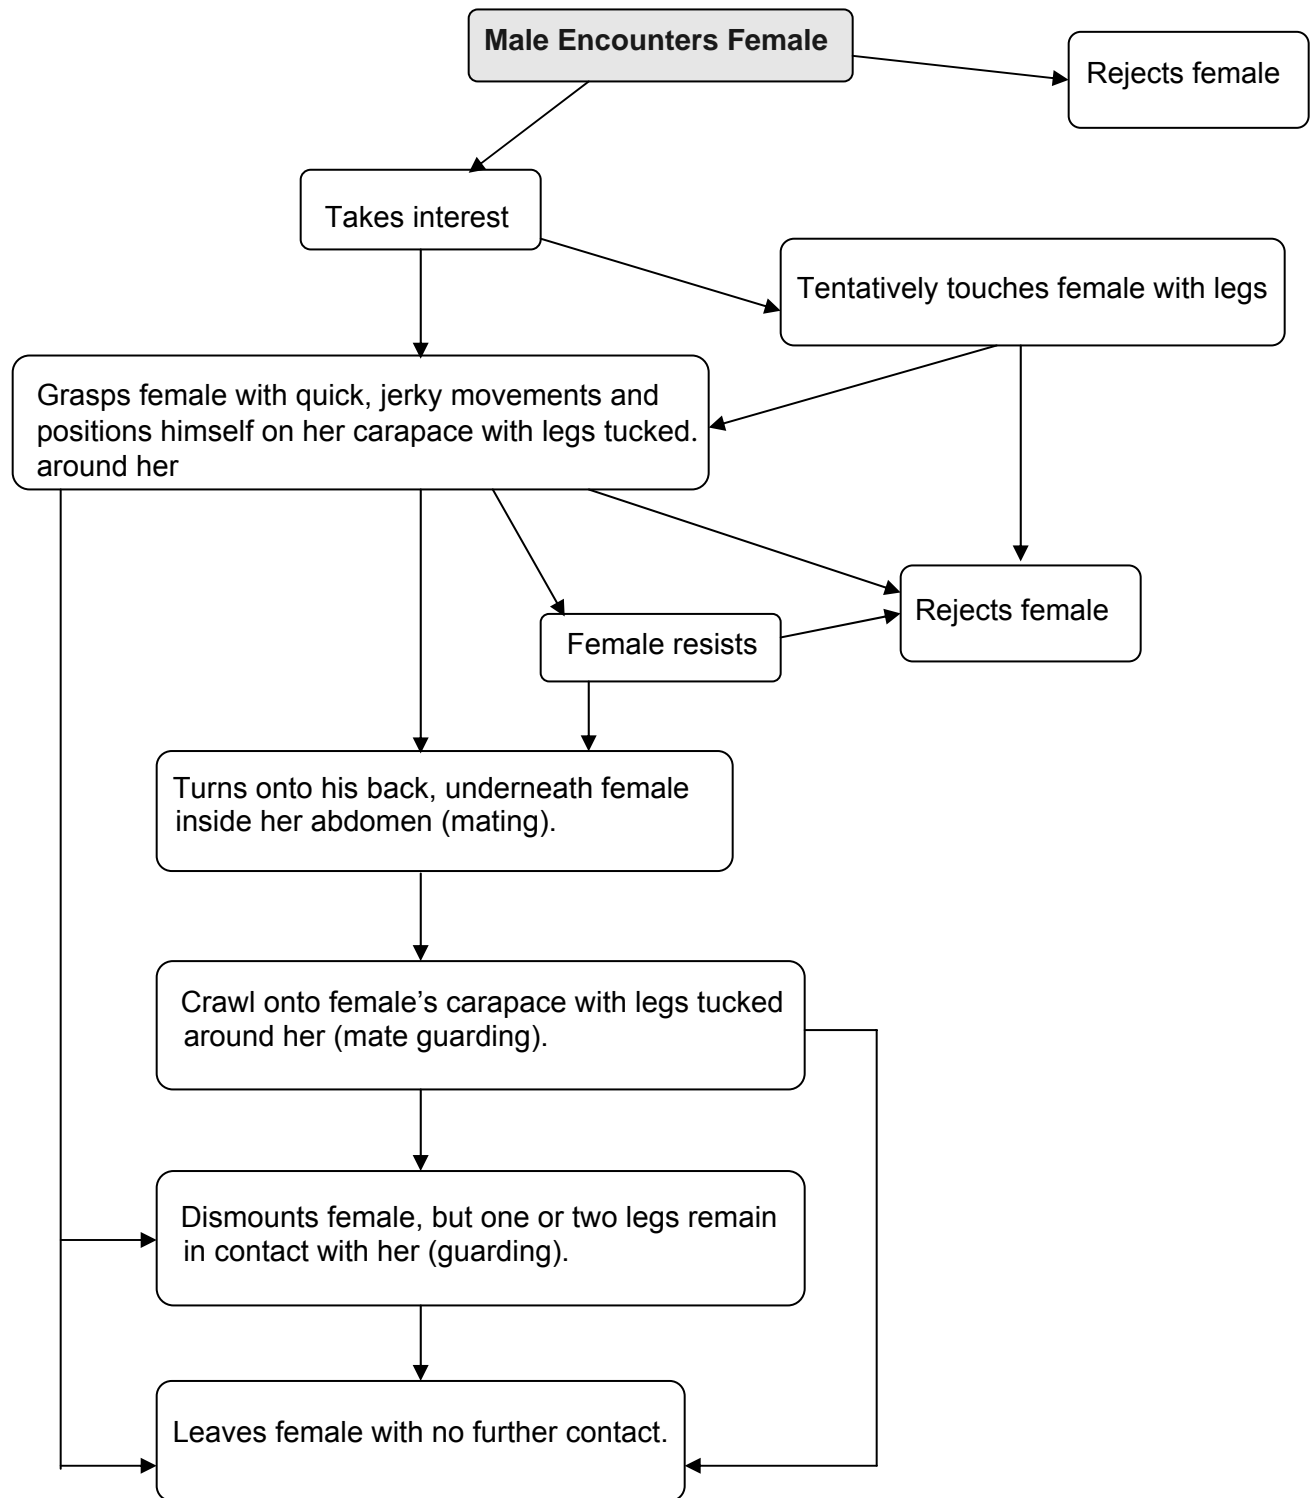 Male Encounters Female
Rejects female
Takes interest
Tentatively touches female with legs
Grasps female with quick, jerky movements and
positions himself on her carapace with legs tucked.
around her
Rejects female
Female resists
Turns onto his back, underneath female
inside her abdomen (mating).
Crawl onto female’s carapace with legs tucked
around her (mate guarding).
Dismounts female, but one or two legs remain
in contact with her (guarding).
Leaves female with no further contact.